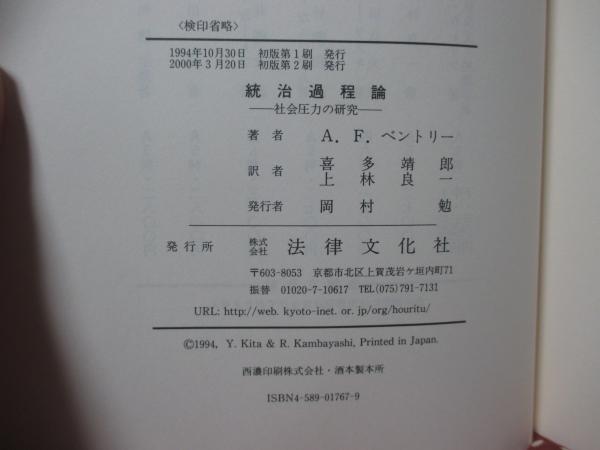 〈検印省略〉
1994年10月30日　初版第1刷　発行
2000年3月20日　初版第2刷　発行
統治過程論
――社会圧力の研究――
著者　A. F. ベントリー
訳者　喜多靖郎
上林良一
発行者　岡村　勉
発行所　株式会社　法律文化社
〒603-8053　京都市北区上賀茂岩ケ垣内町71
振替　01020-7-10617　TEL(075)791-7131
URL: http://web. kyoto-inet. or. jp/org/houritu/
©1994, Y. Kita & R. Kambayashi, Printed in Japan.
西濃印刷株式会社・酒本製本所
ISBN4-589-01767-9